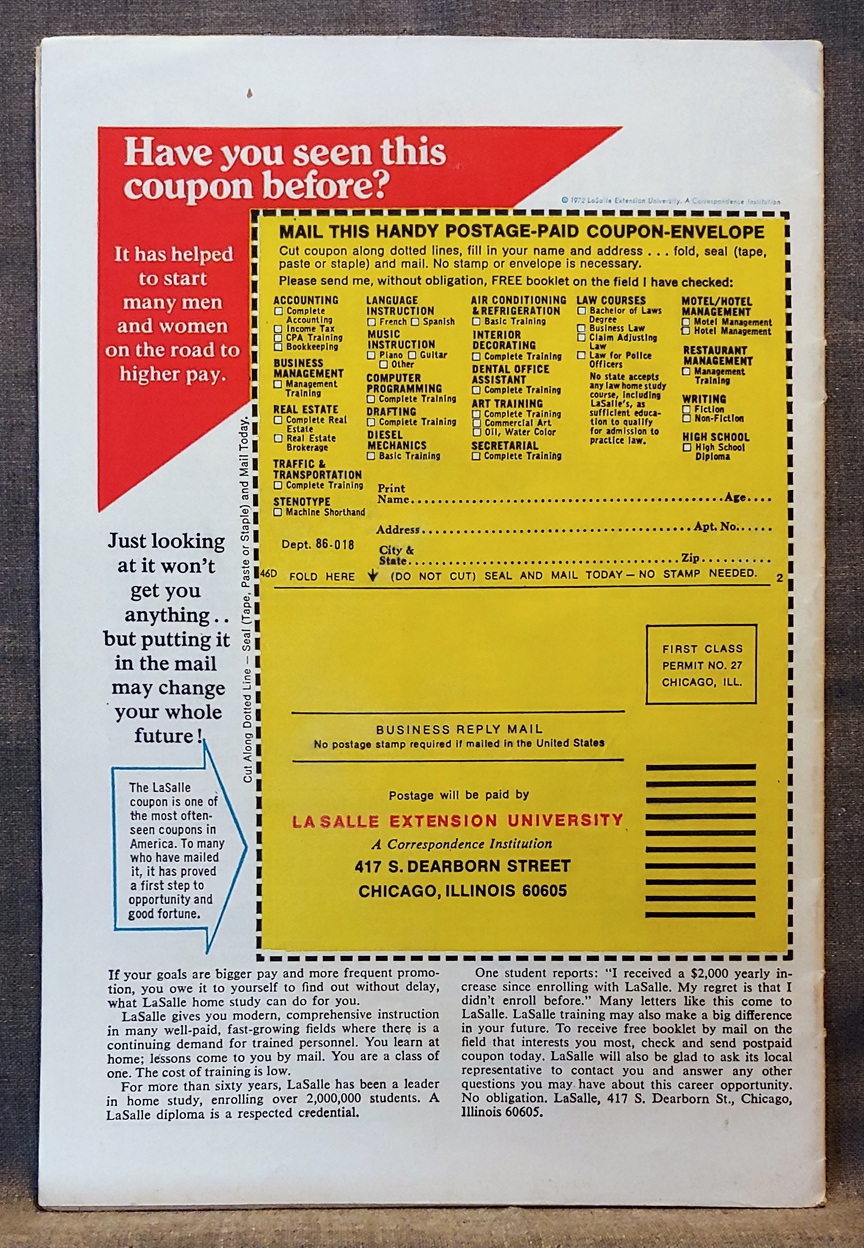 Have you seen this
coupon before?
© 1972 LaSalle Extension University. A Correspondence Institution
It has helped
to start
many men
and women
on the road to
higher pay.
Just looking
at it won't
get you
anything . .
but putting it
in the mail
may change
your whole
future!
The LaSalle
coupon is one of
the most often-
seen coupons in
America. To many
who have mailed
it, it has proved
a first step to
opportunity and
good fortune.
Cut Along Dotted Line — Seal (Tape, Paste or Staple) and Mail Today.
MAIL THIS HANDY POSTAGE-PAID COUPON-ENVELOPE
Cut coupon along dotted lines, fill in your name and address . . . fold, seal (tape,
paste or staple) and mail. No stamp or envelope is necessary.
Please send me, without obligation, FREE booklet on the field I have checked:
ACCOUNTING
☐ Complete
Accounting
☐ Income Tax
☐ CPA Training
☐ Bookkeeping
BUSINESS
MANAGEMENT
☐ Management
Training
REAL ESTATE
☐ Complete Real
Estate
☐ Real Estate
Brokerage
TRAFFIC &
TRANSPORTATION
☐ Complete Training
STENOTYPE
☐ Machine Shorthand
LANGUAGE
INSTRUCTION
☐ French ☐ Spanish
MUSIC
INSTRUCTION
☐ Piano ☐ Guitar
☐ Other
COMPUTER
PROGRAMMING
☐ Complete Training
DRAFTING
☐ Complete Training
DIESEL
MECHANICS
☐ Basic Training
AIR CONDITIONING
& REFRIGERATION
☐ Basic Training
INTERIOR
DECORATING
☐ Complete Training
DENTAL OFFICE
ASSISTANT
☐ Complete Training
ART TRAINING
☐ Complete Training
☐ Commercial Art
☐ Oil, Water Color
SECRETARIAL
☐ Complete Training
LAW COURSES
☐ Bachelor of Laws
Degree
☐ Business Law
☐ Claim Adjusting
Law
☐ Law for Police
Officers
No state accepts
any law home study
course, including
LaSalle's, as
sufficient educa-
tion to qualify
for admission to
practice law.
MOTEL/HOTEL
MANAGEMENT
☐ Motel Management
☐ Hotel Management
RESTAURANT
MANAGEMENT
☐ Management
Training
WRITING
☐ Fiction
☐ Non-Fiction
HIGH SCHOOL
☐ High School
Diploma
Print
Name Age
Address Apt. No.
Dept. 86-018
City &
State Zip
46D FOLD HERE ↓ (DO NOT CUT) SEAL AND MAIL TODAY — NO STAMP NEEDED. 2
FIRST CLASS
PERMIT NO. 27
CHICAGO, ILL.
BUSINESS REPLY MAIL
No postage stamp required if mailed in the United States
Postage will be paid by
LA SALLE EXTENSION UNIVERSITY
A Correspondence Institution
417 S. DEARBORN STREET
CHICAGO, ILLINOIS 60605
If your goals are bigger pay and more frequent promo-
tion, you owe it to yourself to find out without delay,
what LaSalle home study can do for you.
LaSalle gives you modern, comprehensive instruction
in many well-paid, fast-growing fields where there is a
continuing demand for trained personnel. You learn at
home; lessons come to you by mail. You are a class of
one. The cost of training is low.
For more than sixty years, LaSalle has been a leader
in home study, enrolling over 2,000,000 students. A
LaSalle diploma is a respected credential.
One student reports: "I received a $2,000 yearly in-
crease since enrolling with LaSalle. My regret is that I
didn't enroll before." Many letters like this come to
LaSalle. LaSalle training may also make a big difference
in your future. To receive free booklet by mail on the
field that interests you most, check and send postpaid
coupon today. LaSalle will also be glad to ask its local
representative to contact you and answer any other
questions you may have about this career opportunity.
No obligation. LaSalle, 417 S. Dearborn St., Chicago,
Illinois 60605.